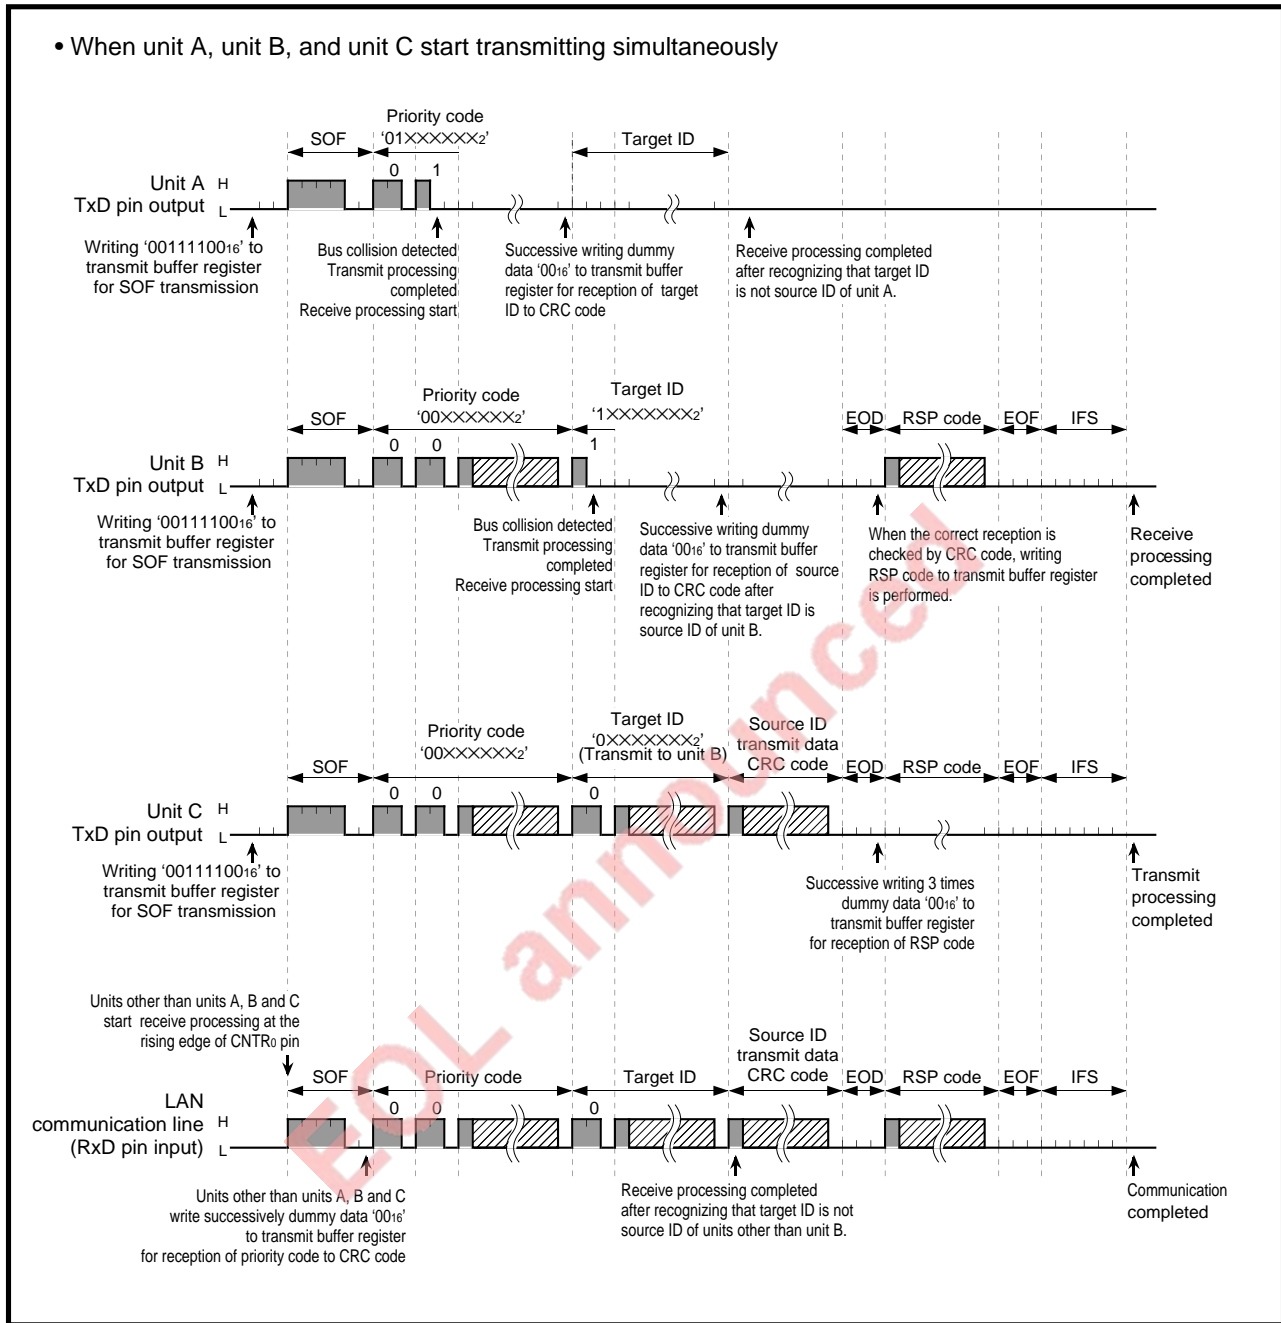 • When unit A, unit B, and unit C start transmitting simultaneously
Priority code
SOF
'01××××××2'
Target ID
0
1
Unit A
TxD pin output
H
L
Writing '0011110016' to
transmit buffer register
for SOF transmission
Bus collision detected
Transmit processing
completed
Receive processing start
Successive writing dummy
data '0016' to transmit buffer
register for reception of target
ID to CRC code
Receive processing completed
after recognizing that target ID
is not source ID of unit A.
Target ID
Priority code
'1×××××××2'
SOF
'00××××××2'
EOD
RSP code
EOF
IFS
0
0
1
Unit B
TxD pin output
H
L
Writing '0011110016' to
transmit buffer register
for SOF transmission
Bus collision detected
Transmit processing
completed
Receive processing start
Successive writing dummy
data '0016' to transmit buffer
register for reception of source
ID to CRC code after
recognizing that target ID is
source ID of unit B.
When the correct reception is
checked by CRC code, writing
RSP code to transmit buffer register
is performed.
Receive
processing
completed
Target ID
Priority code
'0×××××××2'
(Transmit to unit B)
Source ID
transmit data
CRC code
SOF
'00××××××2'
EOD
RSP code
EOF
IFS
0
0
0
Unit C
TxD pin output
H
L
Writing '0011110016' to
transmit buffer register
for SOF transmission
Successive writing 3 times
dummy data '0016' to
transmit buffer register
for reception of RSP code
Transmit
processing
completed
Units other than units A, B and C
start receive processing at the
rising edge of CNTR0 pin
Source ID
transmit data
CRC code
SOF
Priority code
Target ID
EOD
RSP code
EOF
IFS
0
0
0
LAN
communication line
(RxD pin input)
H
L
Units other than units A, B and C
write successively dummy data '0016'
to transmit buffer register
for reception of priority code to CRC code
Receive processing completed
after recognizing that target ID is not
source ID of units other than unit B.
Communication
completed
EOL announced